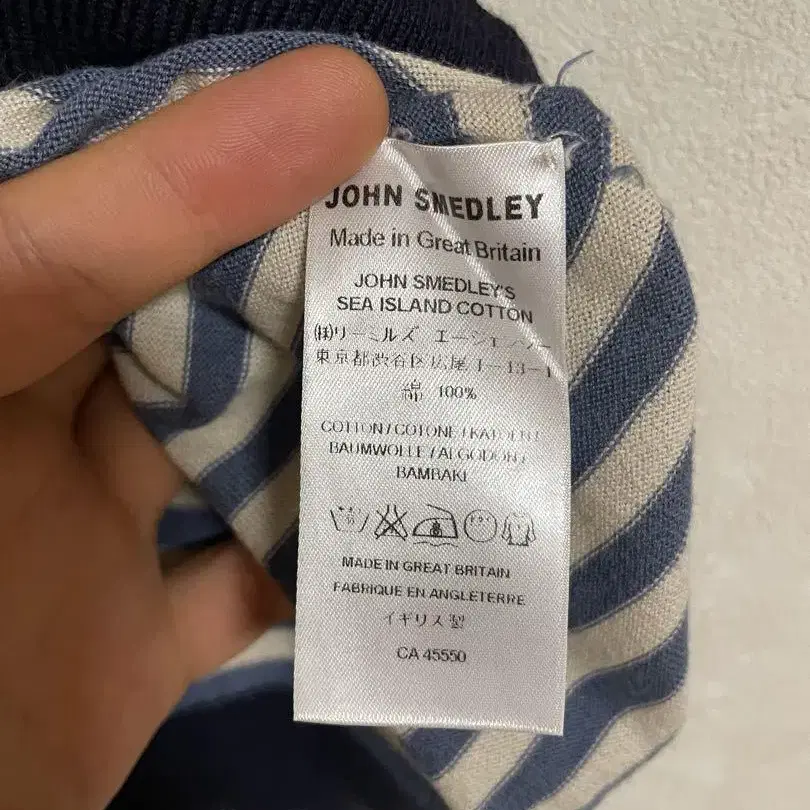 JOHN SMEDLEY
Made in Great Britain
JOHN SMEDLEY'S
SEA ISLAND COTTON
(株)リーミルズ エージェンシー
東京都渋谷区広尾 1-13-1
綿 100%
COTTON / COTONE / KATOEN /
BAUMWOLLE / ALGODON /
BAMBAKI
MADE IN GREAT BRITAIN
FABRIQUE EN ANGLETERRE
イギリス製
CA 45550